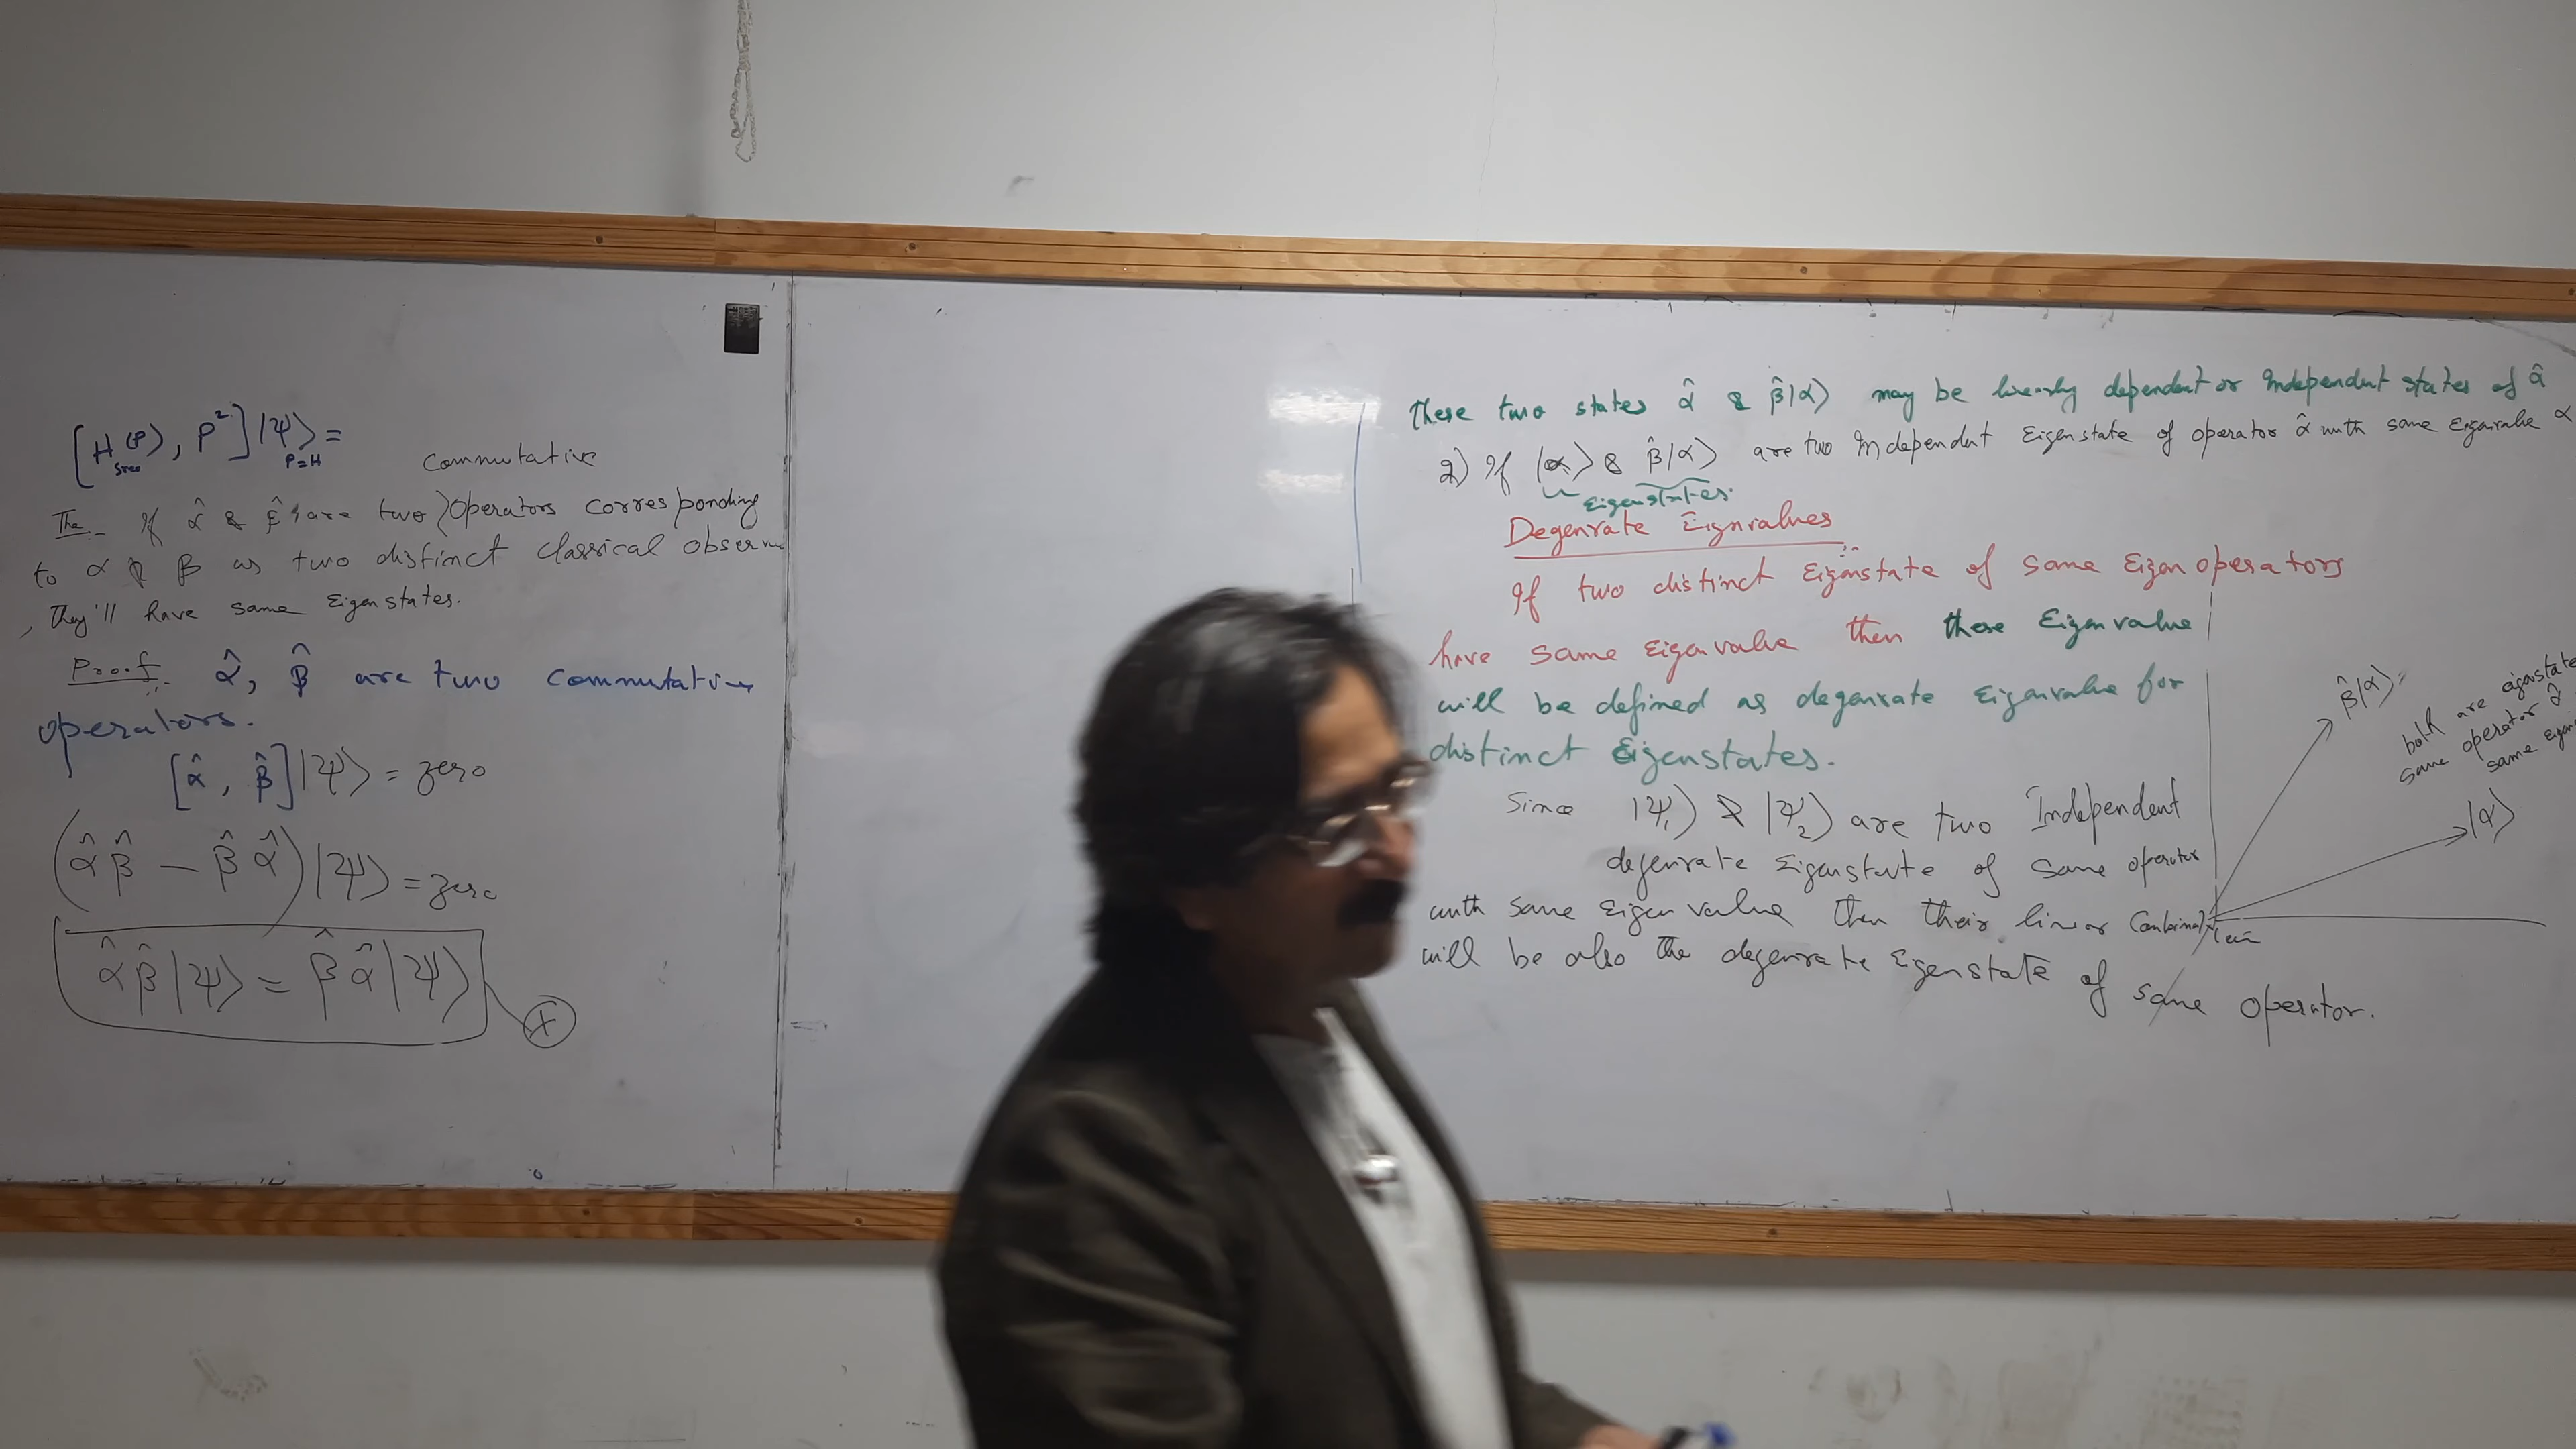 [H(P), P²] |ψ⟩ =
free P=H
commutative
The. If α̂ & β̂ are two } Operators corresponding
to α & β as two distinct classical observ
, they'll have same Eigenstates.
Proof:- α̂, β̂ are two commutative
operators.
[α̂, β̂] |ψ⟩ = zero
(α̂ β̂ − β̂ α̂) |ψ⟩ = zero
α̂ β̂ |ψ⟩ = β̂ α̂ |ψ⟩
These two states α̂ & β̂|α⟩ may be linearly dependent or Independent states of α̂
2) If |α⟩ & β̂|α⟩ are two Independent Eigenstate of operator α̂ with same Eigenvalue α
Eigenstates.
Degenrate Eignvalues
If two distinct Eigenstate of same Eigen operators
have same Eigenvalue then these Eigenvalue
will be defined as degenrate Eigenvalue for
distinct Eigenstates.
Since |ψ₁⟩ & |ψ₂⟩ are two Independent
degenrate Eigenstate of same operator
with same Eigen value then their linear Combination
will be also the degenrate Eigenstate of same operator.
β̂|α⟩
both are eigenstate
same operator α̂
same eigen
|α⟩